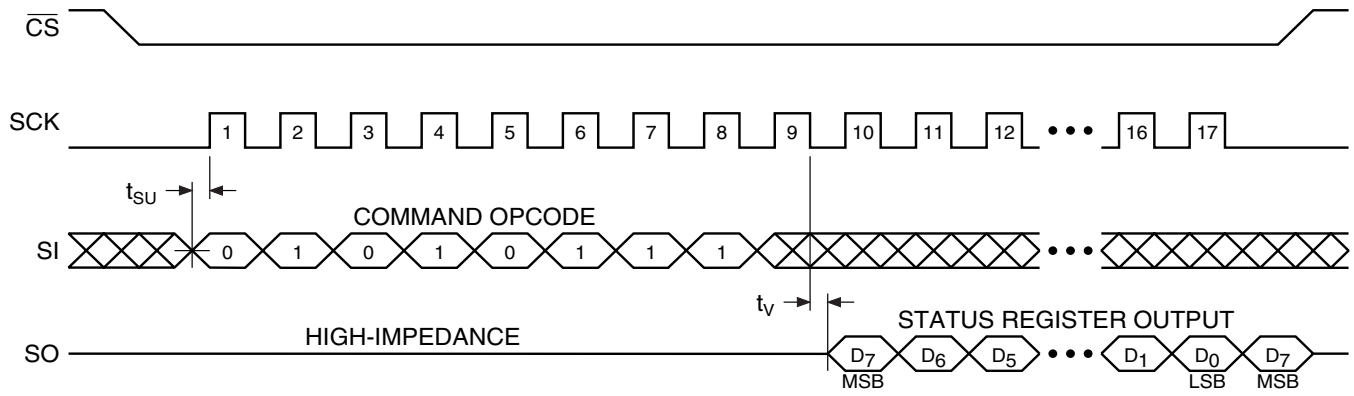 CS
SCK 1 2 3 4 5 6 7 8 9 10 11 12 ••• 16 17
tSU
COMMAND OPCODE
SI 0 1 0 1 0 1 1 1 •••
tV
HIGH-IMPEDANCE
STATUS REGISTER OUTPUT
SO D7 D6 D5 ••• D1 D0 D7
MSB LSB MSB